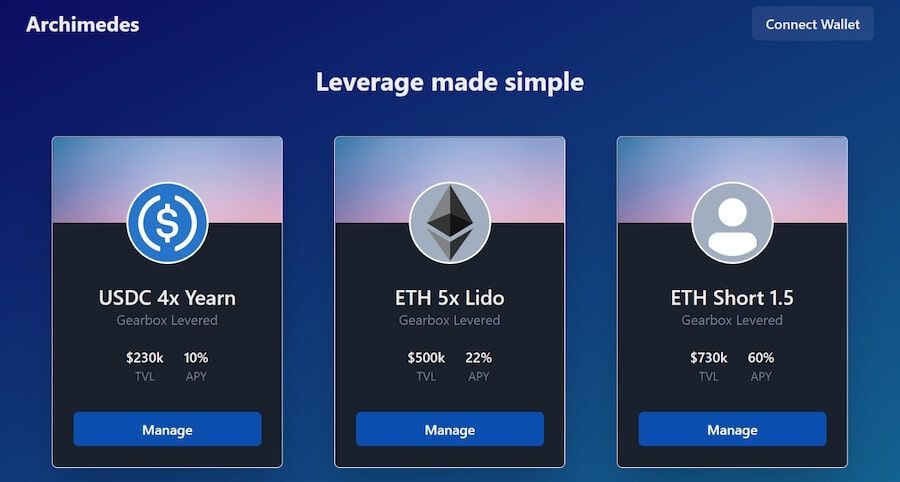 Archimedes
Connect Wallet
Leverage made simple
USDC 4x Yearn
Gearbox Levered
$230k 10%
TVL APY
Manage
ETH 5x Lido
Gearbox Levered
$500k 22%
TVL APY
Manage
ETH Short 1.5
Gearbox Levered
$730k 60%
TVL APY
Manage